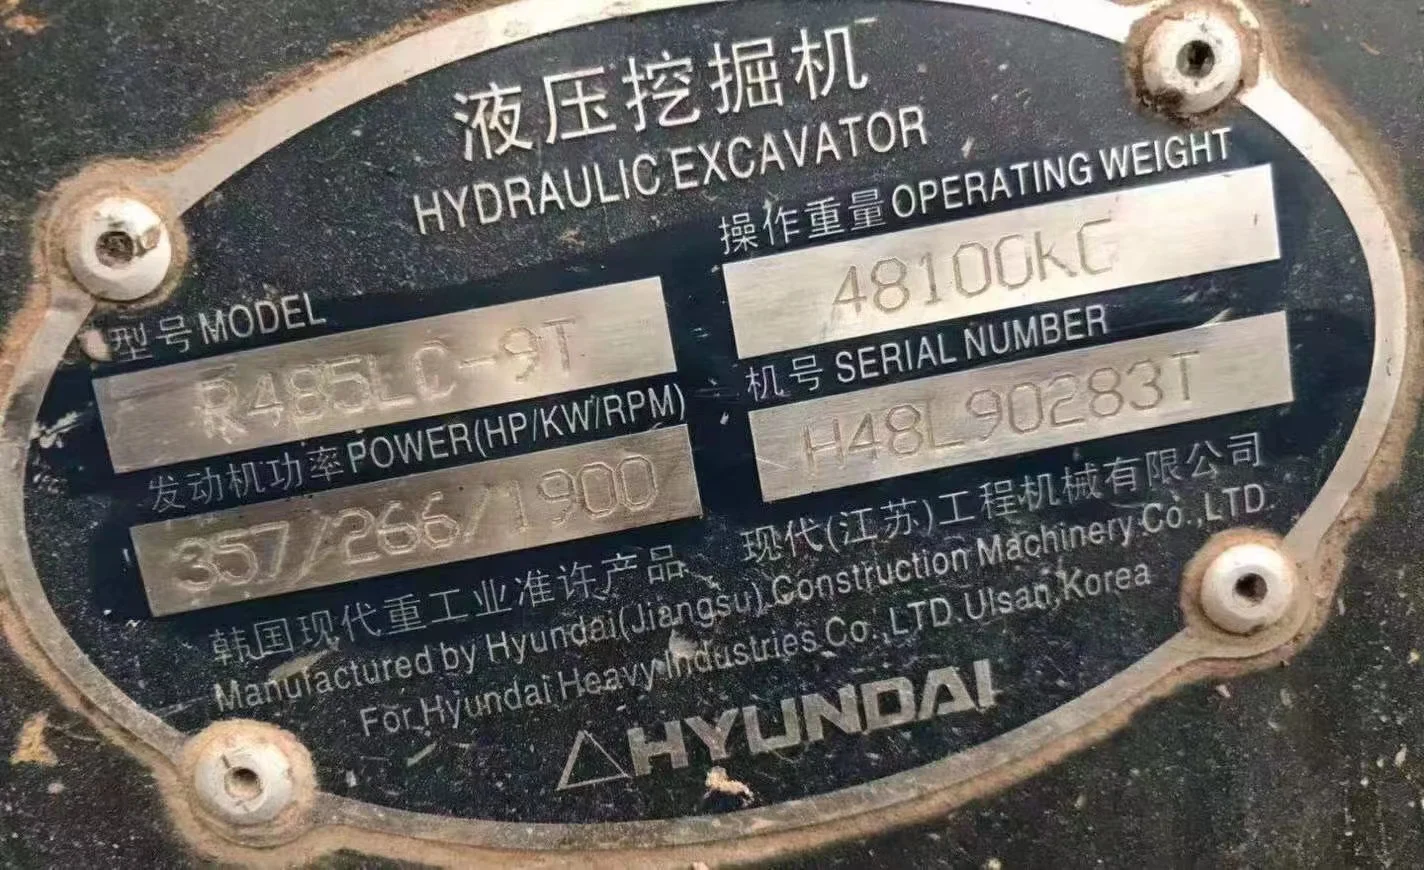 液压挖掘机
HYDRAULIC EXCAVATOR
型号 MODEL
R485LC-9T
操作重量 OPERATING WEIGHT
48100KG
发动机功率 POWER(HP/KW/RPM)
357/266/1900
机号 SERIAL NUMBER
H48L90283T
韩国现代重工业准许产品 现代(江苏)工程机械有限公司
Manufactured by Hyundai(Jiangsu) Construction Machinery Co.,LTD.
For Hyundai Heavy Industries Co.,LTD.Ulsan,Korea
HYUNDAI